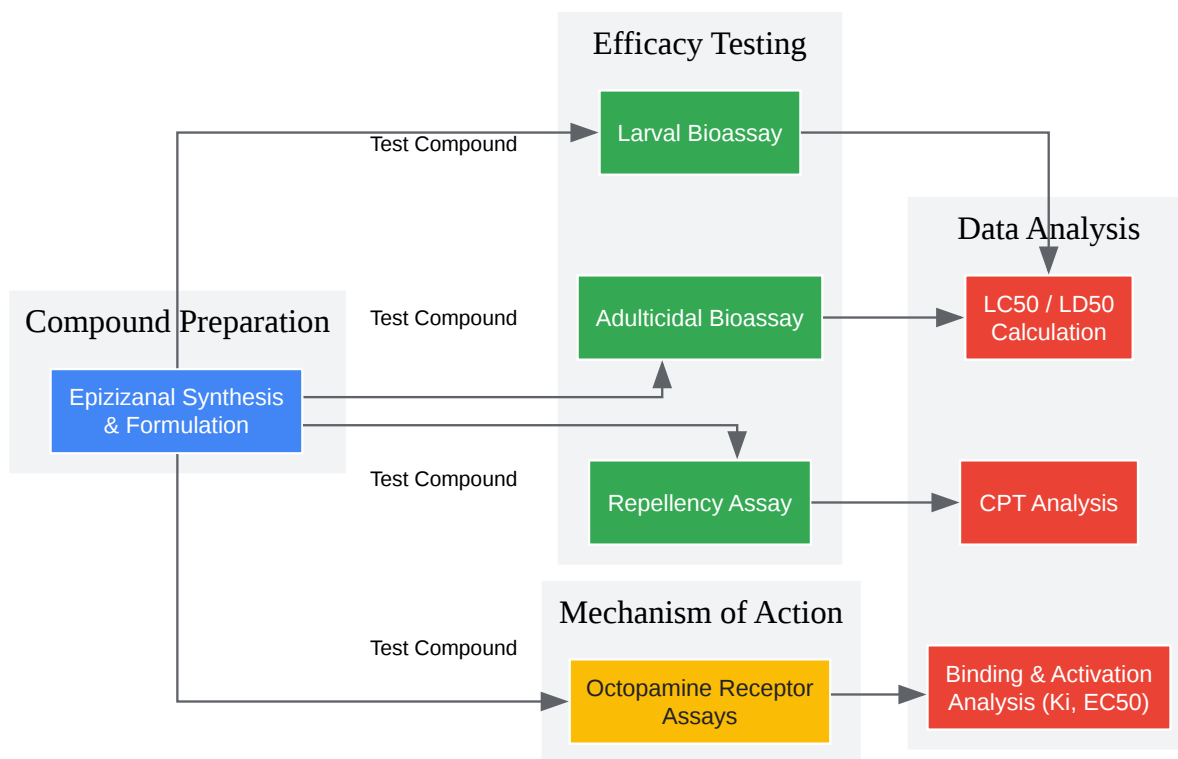 Efficacy Testing
Test Compound
Larval Bioassay
Data Analysis
Compound Preparation
Test Compound
Adulticidal Bioassay
LC50 / LD50
Calculation
Epizizanal Synthesis
& Formulation
Test Compound
Repellency Assay
CPT Analysis
Mechanism of Action
Test Compound
Octopamine Receptor
Assays
Binding & Activation
Analysis (Ki, EC50)